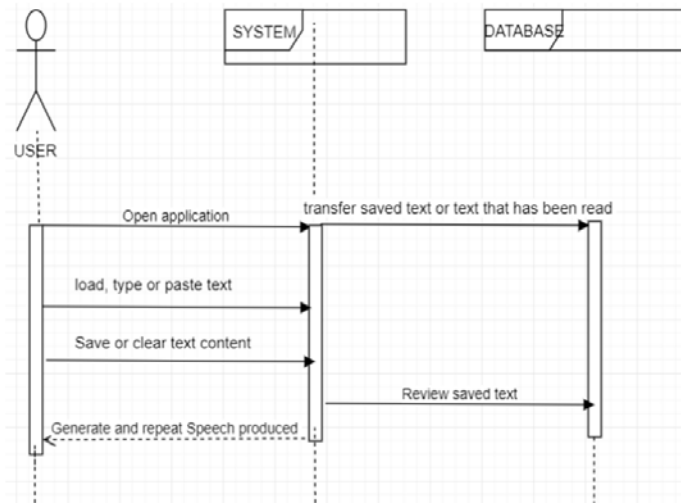 SYSTEM
DATABASE
USER
transfer saved text or text that has been read
Open application
load, type or paste text
Save or clear text content
Review saved text
Generate and repeat Speech produced